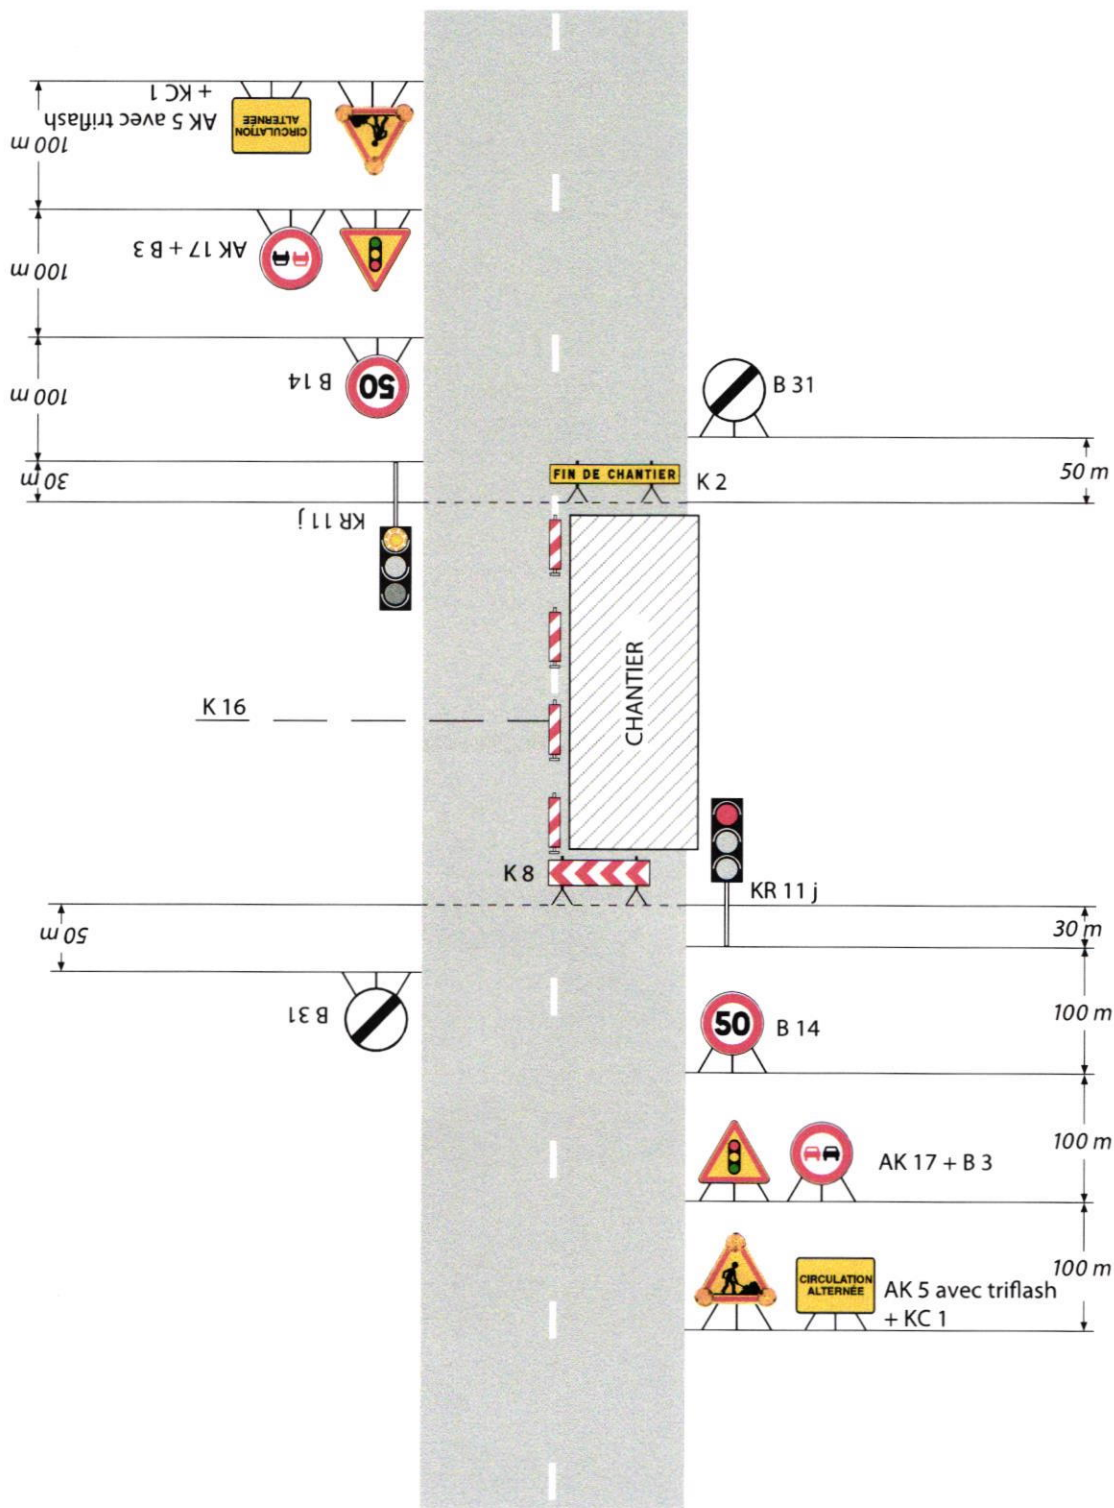 AK 5 avec triflash
+ KC 1
CIRCULATION
ALTERNÉE
100 m
AK 17 + B 3
100 m
B 14
50
100 m
B 31
50 m
30 m
FIN DE CHANTIER
K 2
KR 11 j
K 16
CHANTIER
K 8
KR 11 j
50 m
30 m
B 31
50
B 14
100 m
AK 17 + B 3
100 m
CIRCULATION
ALTERNÉE
AK 5 avec triflash
+ KC 1
100 m